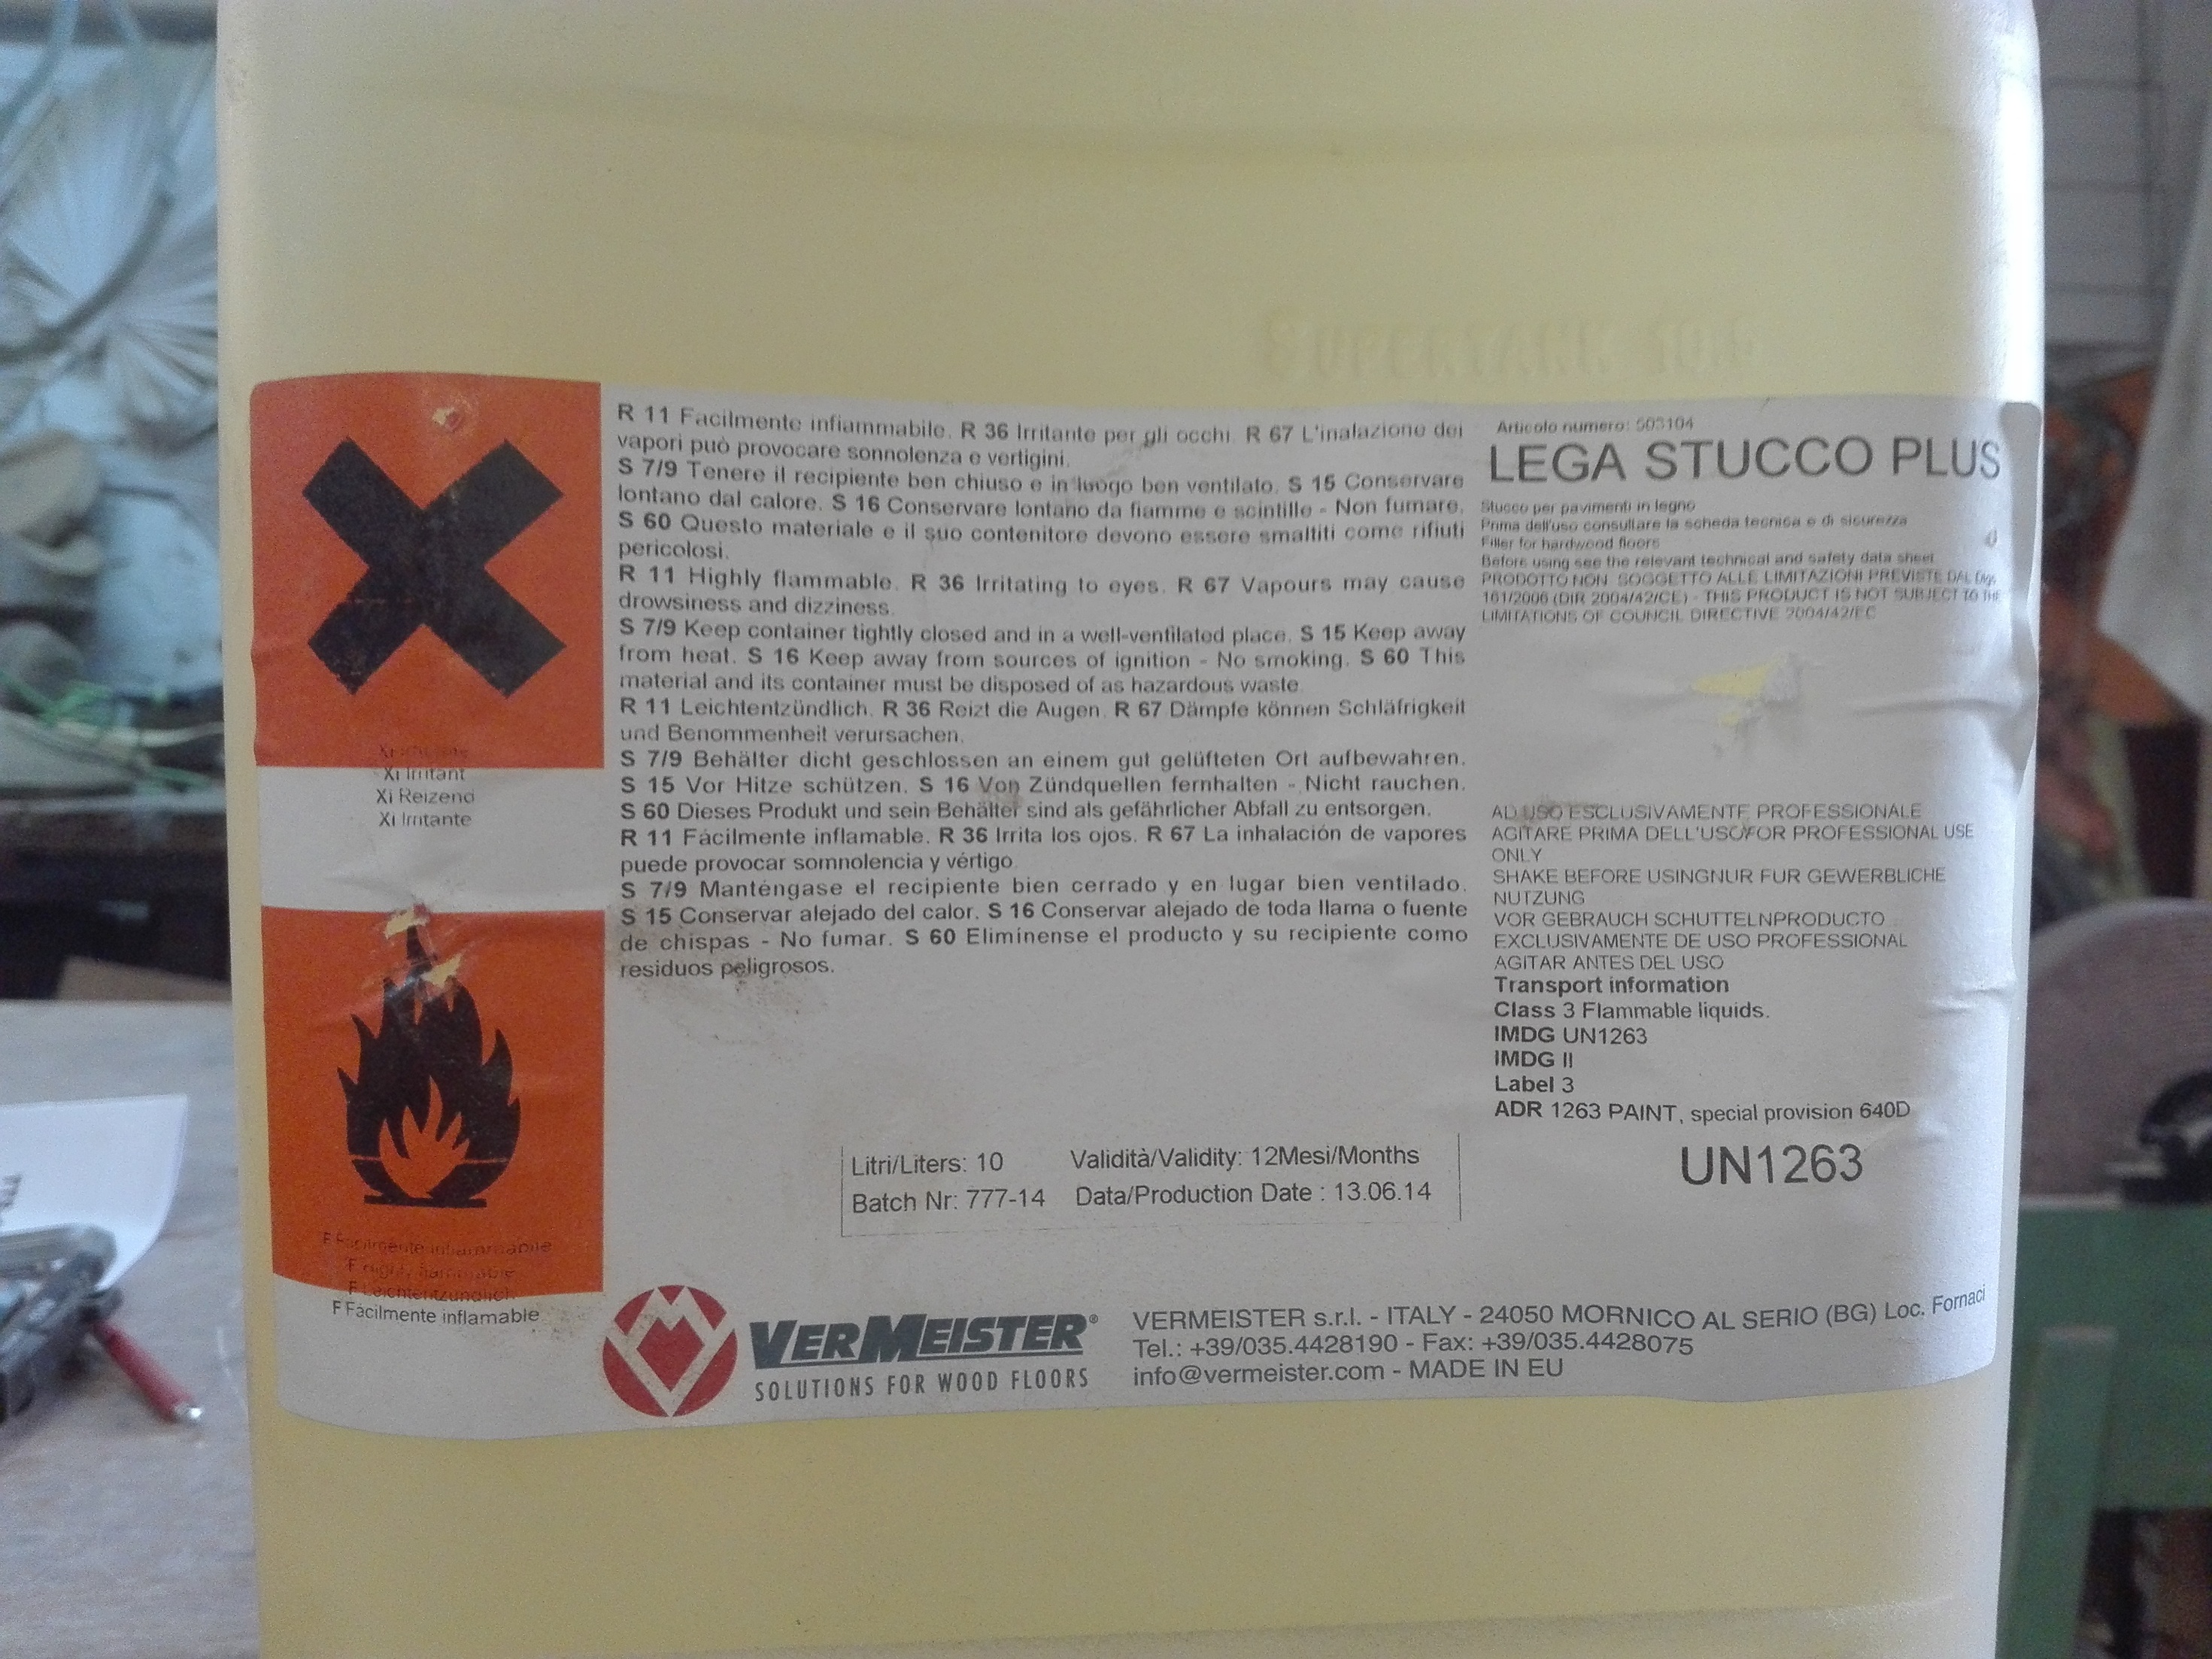 R 11 Facilmente infiammabile. R 36 Irritante per gli occhi. R 67 L'inalazione dei
vapori può provocare sonnolenza e vertigini.
S 7/9 Tenere il recipiente ben chiuso e in luogo ben ventilato. S 15 Conservare
lontano dal calore. S 16 Conservare lontano da fiamme e scintille - Non fumare.
S 60 Questo materiale e il suo contenitore devono essere smaltiti come rifiuti
pericolosi.
R 11 Highly flammable. R 36 Irritating to eyes. R 67 Vapours may cause
drowsiness and dizziness.
S 7/9 Keep container tightly closed and in a well-ventilated place. S 15 Keep away
from heat. S 16 Keep away from sources of ignition - No smoking. S 60 This
material and its container must be disposed of as hazardous waste.
R 11 Leichtentzündlich. R 36 Reizt die Augen. R 67 Dämpfe können Schläfrigkeit
und Benommenheit verursachen.
S 7/9 Behälter dicht geschlossen an einem gut gelüfteten Ort aufbewahren.
S 15 Vor Hitze schützen. S 16 Von Zündquellen fernhalten - Nicht rauchen.
S 60 Dieses Produkt und sein Behälter sind als gefährlicher Abfall zu entsorgen.
R 11 Fácilmente inflamable. R 36 Irrita los ojos. R 67 La inhalación de vapores
puede provocar somnolencia y vértigo.
S 7/9 Manténgase el recipiente bien cerrado y en lugar bien ventilado.
S 15 Conservar alejado del calor. S 16 Conservar alejado de toda llama o fuente
de chispas - No fumar. S 60 Elimínense el producto y su recipiente como
residuos peligrosos.
Articolo numero: 503104
LEGA STUCCO PLUS
Stucco per pavimenti in legno
Prima dell'uso consultare la scheda tecnica e di sicurezza
Filler for hardwood floors
Before using see the relevant technical and safety data sheet
PRODOTTO NON SOGGETTO ALLE LIMITAZIONI PREVISTE DAL Dlgs.
161/2006 (DIR 2004/42/CE) - THIS PRODUCT IS NOT SUBJECT TO THE
LIMITATIONS OF COUNCIL DIRECTIVE 2004/42/EC
AD USO ESCLUSIVAMENTE PROFESSIONALE
AGITARE PRIMA DELL'USO/FOR PROFESSIONAL USE
ONLY
SHAKE BEFORE USINGNUR FUR GEWERBLICHE
NUTZUNG
VOR GEBRAUCH SCHUTTELNPRODUCTO
EXCLUSIVAMENTE DE USO PROFESSIONAL
AGITAR ANTES DEL USO
Transport information
Class 3 Flammable liquids.
IMDG UN1263
IMDG II
Label 3
ADR 1263 PAINT, special provision 640D
UN1263
Xi Irritant
Xi Reizend
Xi Irritante
F Facilmente infiammabile
F Highly flammable
F Leichtentzündlich
F Fácilmente inflamable
Litri/Liters: 10 Validità/Validity: 12Mesi/Months
Batch Nr: 777-14 Data/Production Date : 13.06.14
VERMEISTER®
SOLUTIONS FOR WOOD FLOORS
VERMEISTER s.r.l. - ITALY - 24050 MORNICO AL SERIO (BG) Loc. Fornaci
Tel.: +39/035.4428190 - Fax: +39/035.4428075
info@vermeister.com - MADE IN EU